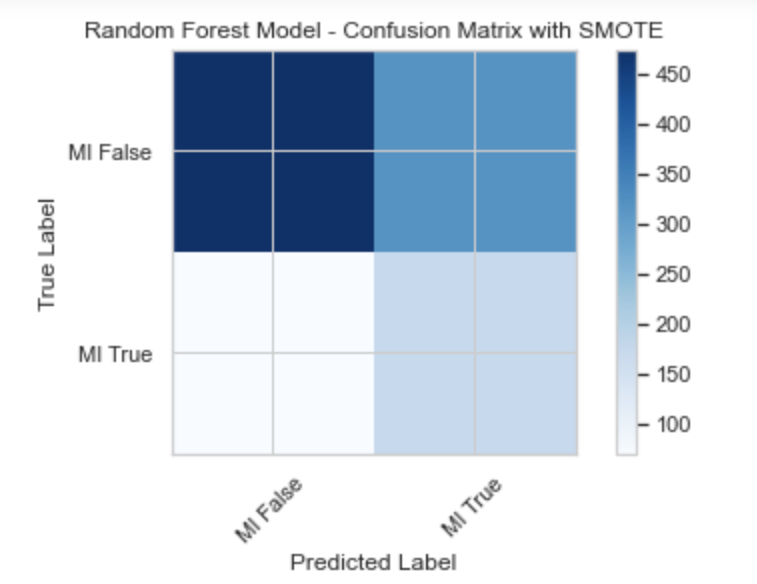 Random Forest Model - Confusion Matrix with SMOTE
450
400
MI False
350
300
True Label
250
200
MI True
150
100
MI False
MI True
Predicted Label